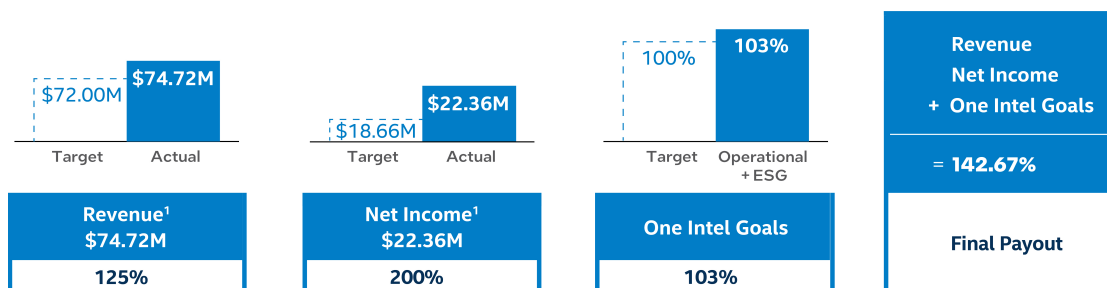 $72.00M
$74.72M
Target
Actual
Revenue¹
$74.72M
125%
$18.66M
$22.36M
Target
Actual
Net Income¹
$22.36M
200%
100%
103%
Target
Operational
+ ESG
One Intel Goals
103%
Revenue
Net Income
+ One Intel Goals
= 142.67%
Final Payout